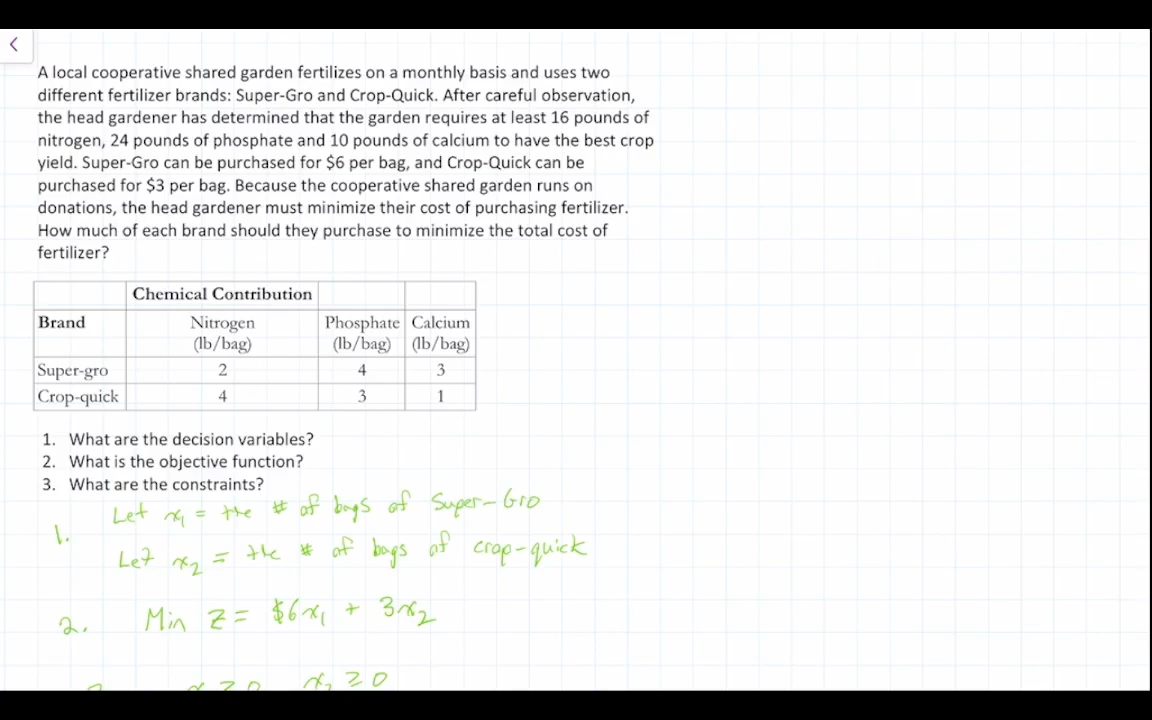 A local cooperative shared garden fertilizes on a monthly basis and uses two
different fertilizer brands: Super-Gro and Crop-Quick. After careful observation,
the head gardener has determined that the garden requires at least 16 pounds of
nitrogen, 24 pounds of phosphate and 10 pounds of calcium to have the best crop
yield. Super-Gro can be purchased for $6 per bag, and Crop-Quick can be
purchased for $3 per bag. Because the cooperative shared garden runs on
donations, the head gardener must minimize their cost of purchasing fertilizer.
How much of each brand should they purchase to minimize the total cost of
fertilizer?
Chemical Contribution
Brand Nitrogen Phosphate Calcium
(lb/bag) (lb/bag) (lb/bag)
Super-gro 2 4 3
Crop-quick 4 3 1
1. What are the decision variables?
2. What is the objective function?
3. What are the constraints?
Let x₁ = the # of bags of Super-Gro
1.
Let x₂ = the # of bags of crop-quick
2. Min Z = $6x₁ + 3x₂
x₂ ≥ 0